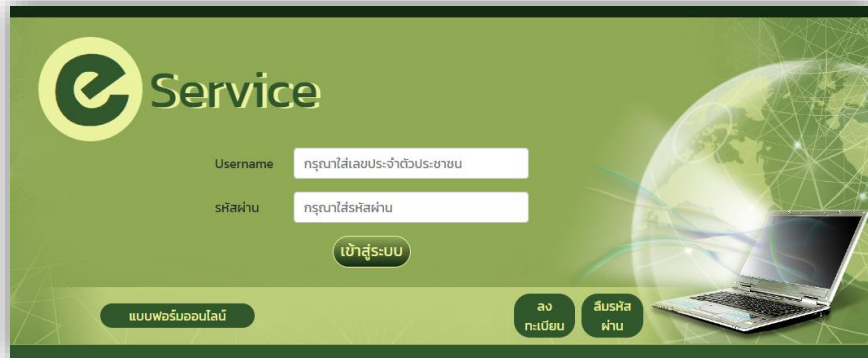 e Service
Username กรุณาใส่เลขประจำตัวประชาชน
รหัสผ่าน กรุณาใส่รหัสผ่าน
เข้าสู่ระบบ
แบบฟอร์มออนไลน์
ลง
ทะเบียน
ลืมรหัส
ผ่าน